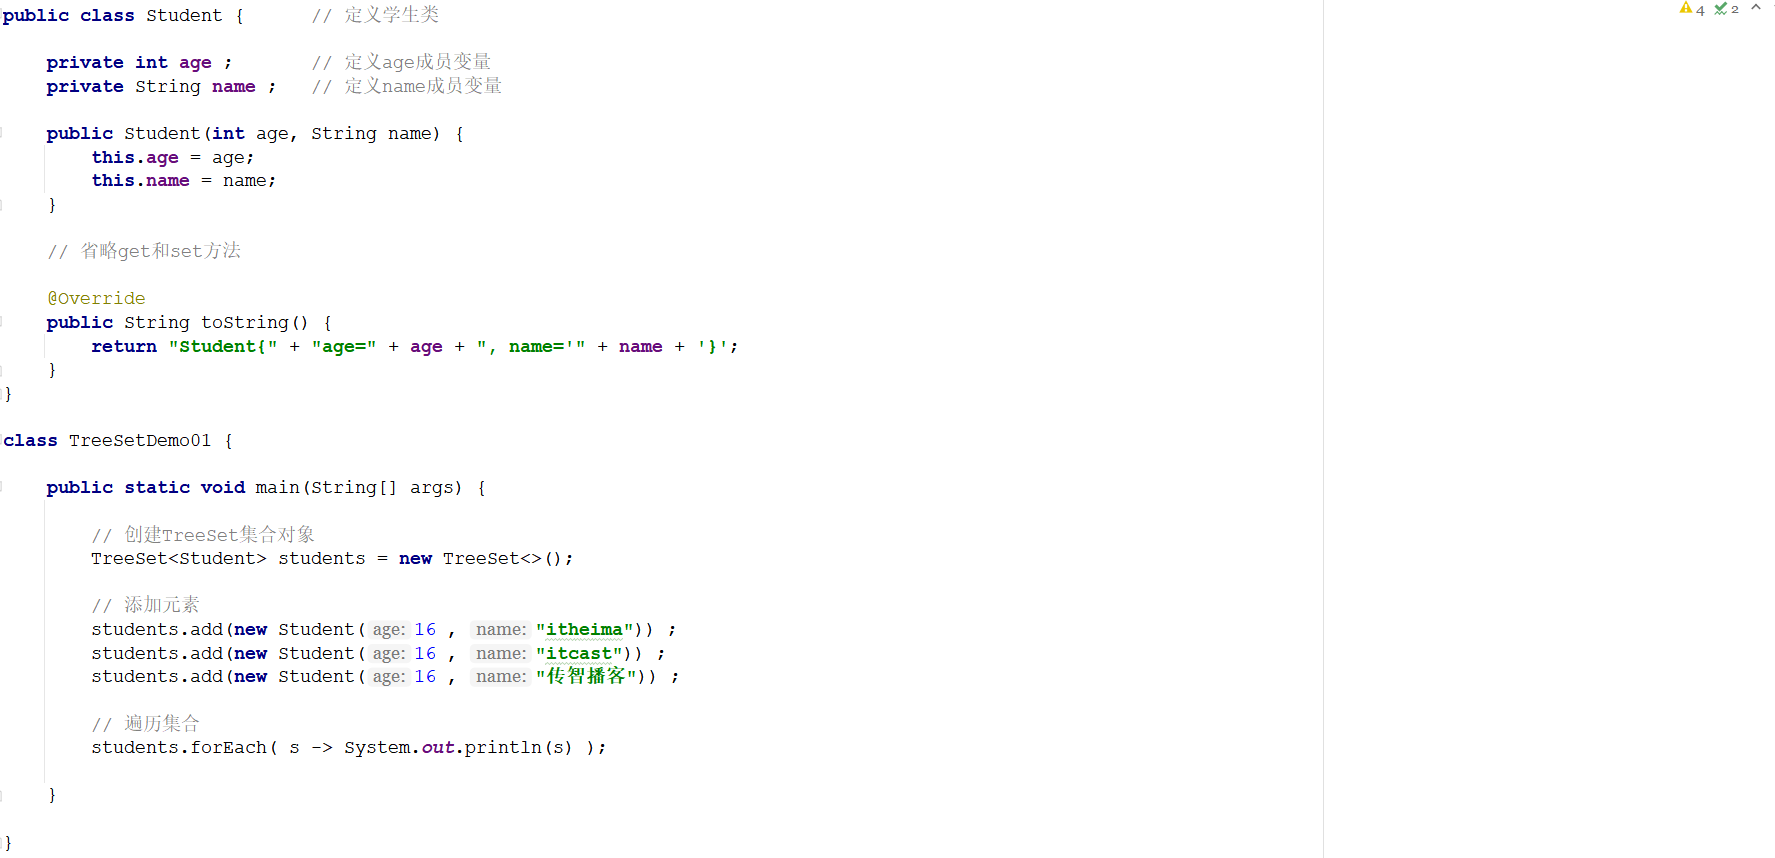 public class Student {      // 定义学生类
4 2
    private int age ;       // 定义age成员变量
    private String name ;   // 定义name成员变量
    public Student(int age, String name) {
        this.age = age;
        this.name = name;
    }
    // 省略get和set方法
    @Override
    public String toString() {
        return "Student{" + "age=" + age + ", name='" + name + '}';
    }
}
class TreeSetDemo01 {
    public static void main(String[] args) {
        // 创建TreeSet集合对象
        TreeSet<Student> students = new TreeSet<>();
        // 添加元素
        students.add(new Student( age: 16 ,  name: "itheima")) ;
        students.add(new Student( age: 16 ,  name: "itcast")) ;
        students.add(new Student( age: 16 ,  name: "传智播客")) ;
        // 遍历集合
        students.forEach( s -> System.out.println(s) );
    }
}